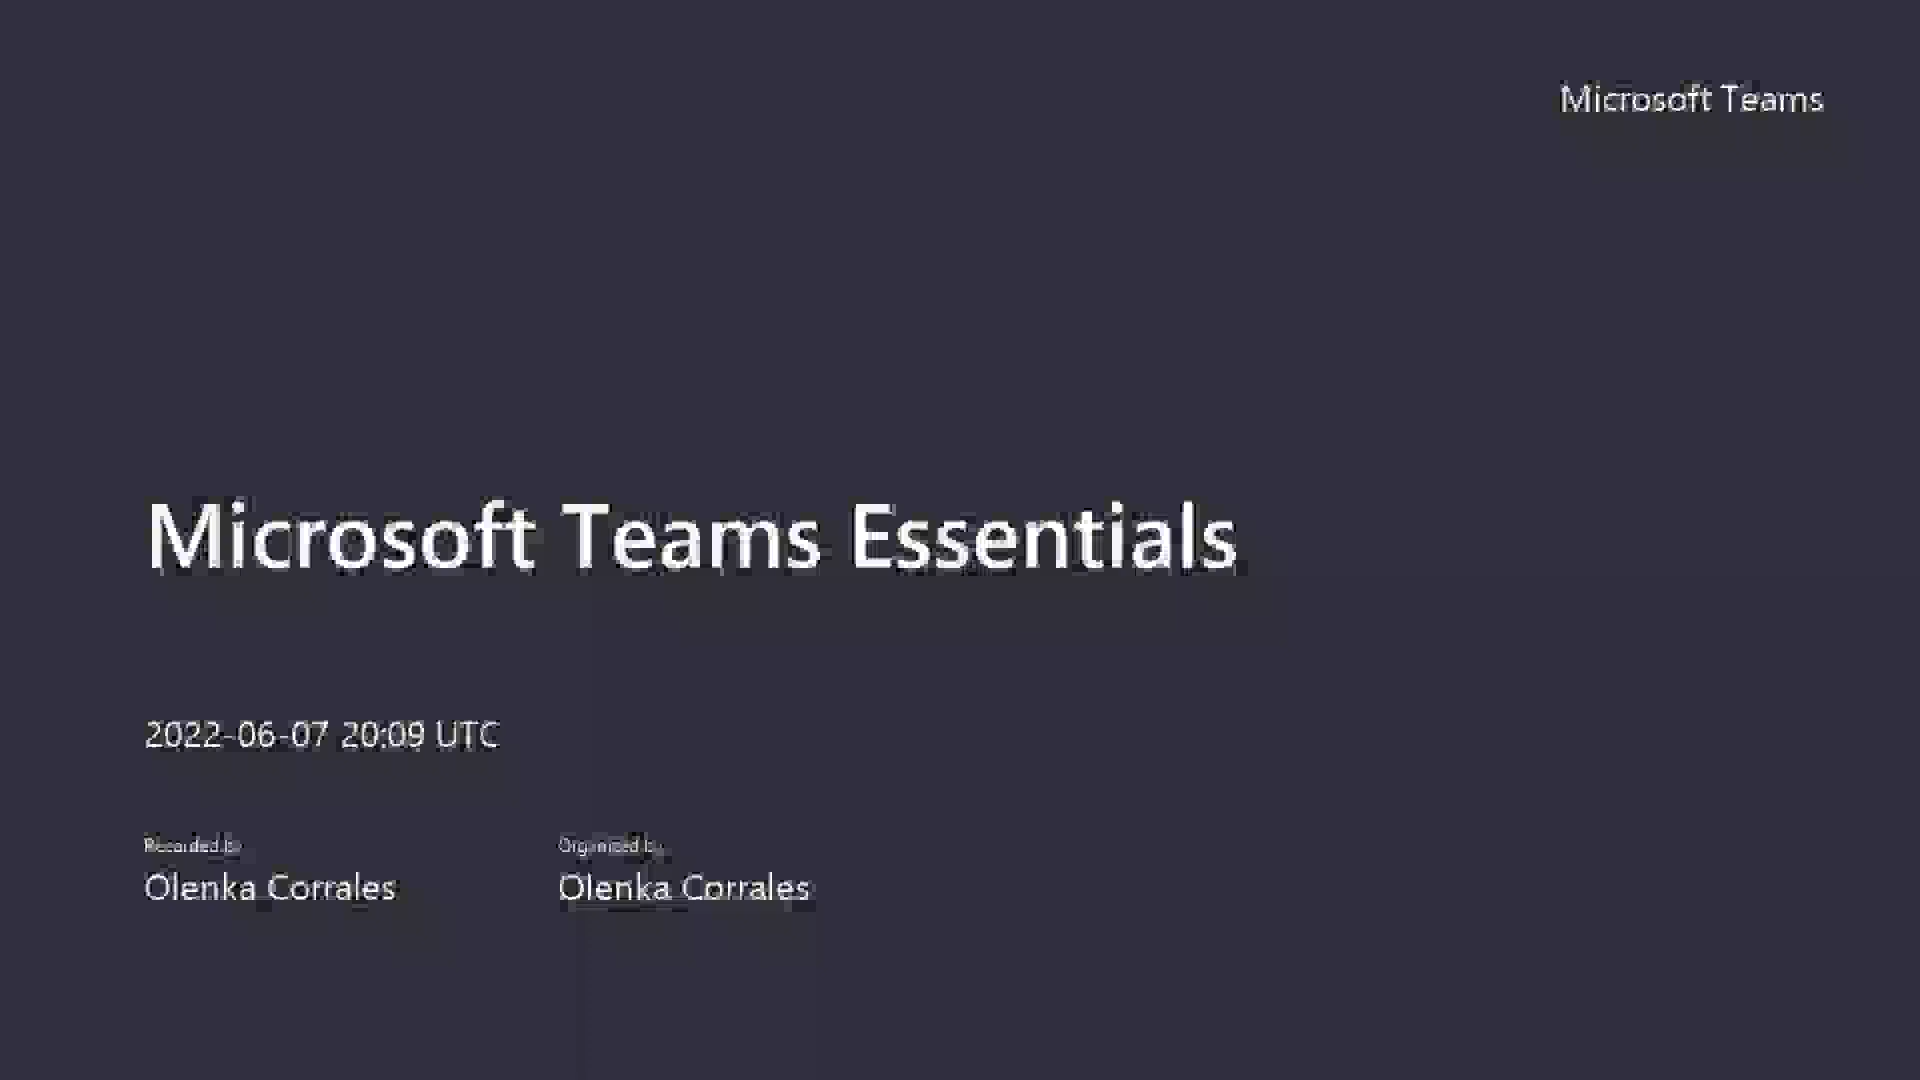 Microsoft Teams
Microsoft Teams Essentials
2022-06-07 20:09 UTC
Recorded by
Organized by
Olenka Corrales
Olenka Corrales